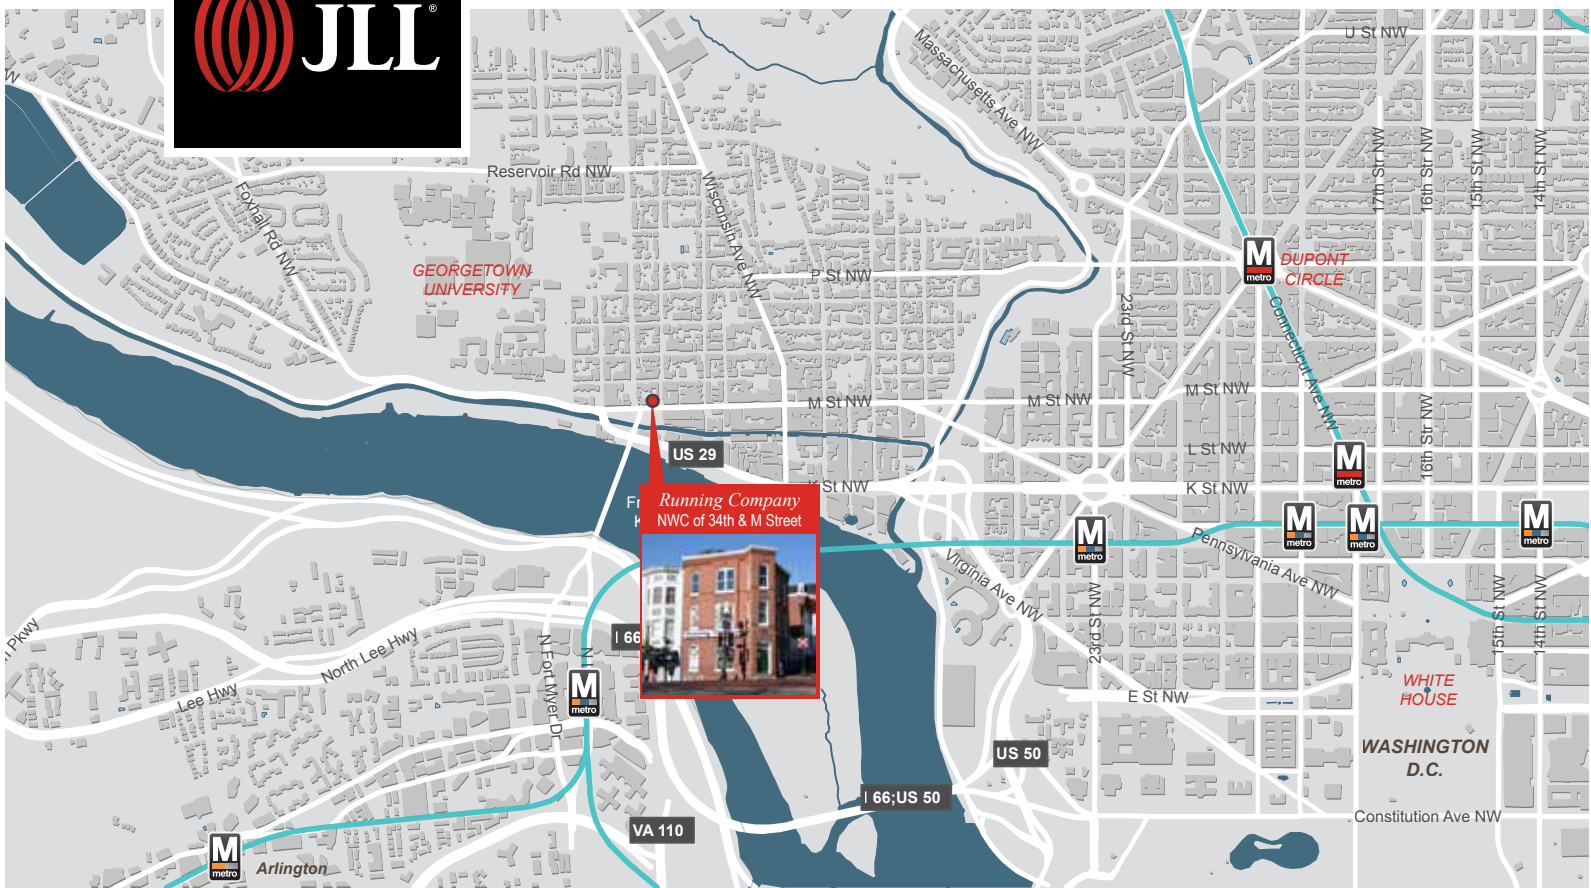 JLL®
U St NW
Massachusetts Ave NW
17th Str NW
16th Str NW
15th St NW
14th St NW
Reservoir Rd NW
Foxhall Rd NW
Wisconsin Ave NW
GEORGETOWN
UNIVERSITY
P St NW
M
metro
DUPONT
CIRCLE
23rd St NW
Connecticut Ave NW
M St NW
M St NW
M St NW
16th Str NW
US 29
L St NW
M
metro
K St NW
K St NW
Running Company
NWC of 34th & M Street
M
metro
M
metro
M
metro
M
metro
Virginia Ave NW
Pennsylvania Ave NW
23rd St NW
15th St NW
14th St NW
Pkwy
North Lee Hwy
Lee Hwy
N Fort Myer Dr
I 66
M
metro
E St NW
WHITE
HOUSE
WASHINGTON
D.C.
US 50
I 66;US 50
Constitution Ave NW
VA 110
M
metro
Arlington